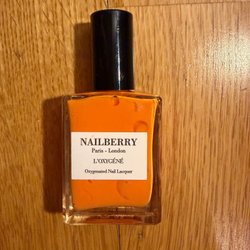 NAILBERRY
Paris - London
L'OXYGÉNÉ
Oxygenated Nail Lacquer